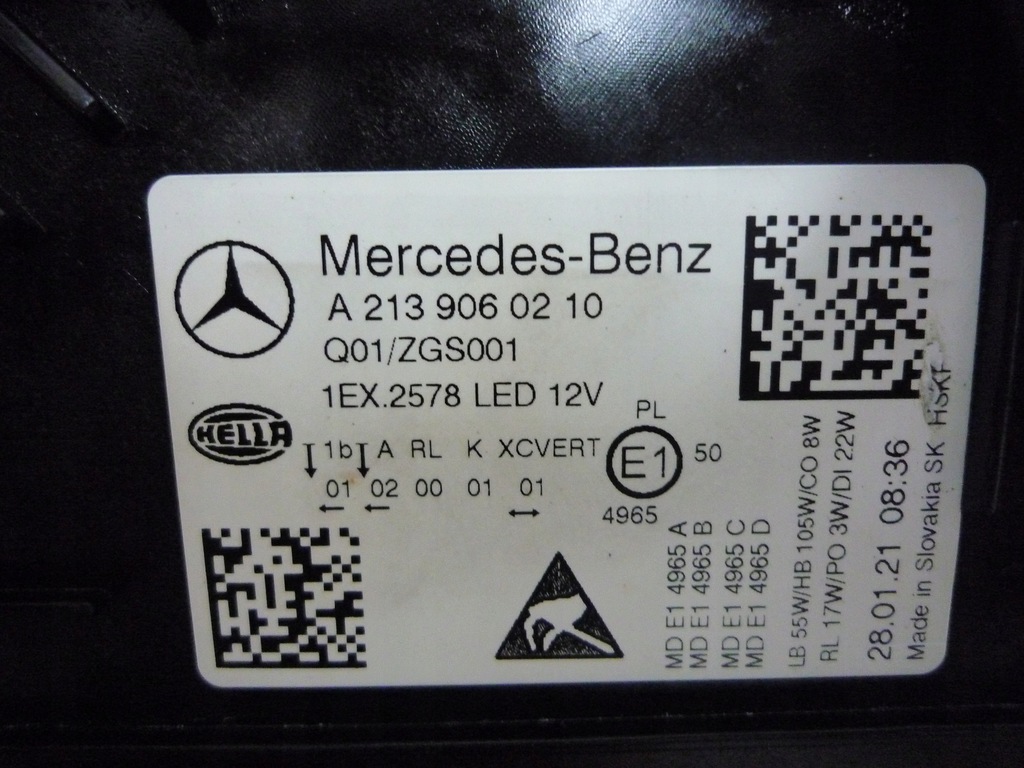 Mercedes-Benz
A 213 906 02 10
Q01/ZGS001
1EX.2578 LED 12V
HELLA
1b A RL K XCVERT
01 02 00 01 01
PL
E1
50
4965
MD E1 4965 A
MD E1 4965 B
MD E1 4965 C
MD E1 4965 D
LB 55W/HB 105W/CO 8W
RL 17W/PO 3W/DI 22W
28.01.21 08:36
Made in Slovakia SK